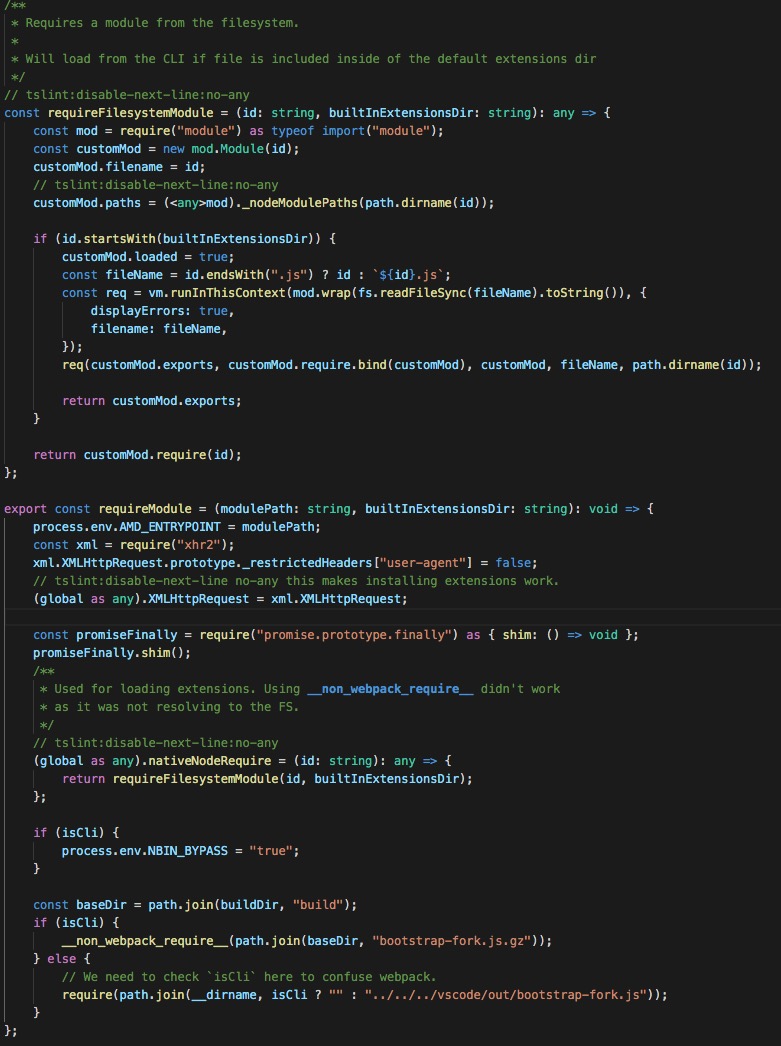 /**
 * Requires a module from the filesystem.
 *
 * Will load from the CLI if file is included inside of the default extensions dir
 */
// tslint:disable-next-line:no-any
const requireFilesystemModule = (id: string, builtInExtensionsDir: string): any => {
    const mod = require("module") as typeof import("module");
    const customMod = new mod.Module(id);
    customMod.filename = id;
    // tslint:disable-next-line:no-any
    customMod.paths = (<any>mod)._nodeModulePaths(path.dirname(id));

    if (id.startsWith(builtInExtensionsDir)) {
        customMod.loaded = true;
        const fileName = id.endsWith(".js") ? id : `${id}.js`;
        const req = vm.runInThisContext(mod.wrap(fs.readFileSync(fileName).toString()), {
            displayErrors: true,
            filename: fileName,
        });
        req(customMod.exports, customMod.require.bind(customMod), customMod, fileName, path.dirname(id));

        return customMod.exports;
    }

    return customMod.require(id);
};

export const requireModule = (modulePath: string, builtInExtensionsDir: string): void => {
    process.env.AMD_ENTRYPOINT = modulePath;
    const xml = require("xhr2");
    xml.XMLHttpRequest.prototype._restrictedHeaders["user-agent"] = false;
    // tslint:disable-next-line no-any this makes installing extensions work.
    (global as any).XMLHttpRequest = xml.XMLHttpRequest;

    const promiseFinally = require("promise.prototype.finally") as { shim: () => void };
    promiseFinally.shim();
    /**
     * Used for loading extensions. Using __non_webpack_require__ didn't work
     * as it was not resolving to the FS.
     */
    // tslint:disable-next-line:no-any
    (global as any).nativeNodeRequire = (id: string): any => {
        return requireFilesystemModule(id, builtInExtensionsDir);
    };

    if (isCli) {
        process.env.NBIN_BYPASS = "true";
    }

    const baseDir = path.join(buildDir, "build");
    if (isCli) {
        __non_webpack_require__(path.join(baseDir, "bootstrap-fork.js.gz"));
    } else {
        // We need to check `isCli` here to confuse webpack.
        require(path.join(__dirname, isCli ? "" : "../../../vscode/out/bootstrap-fork.js"));
    }
};